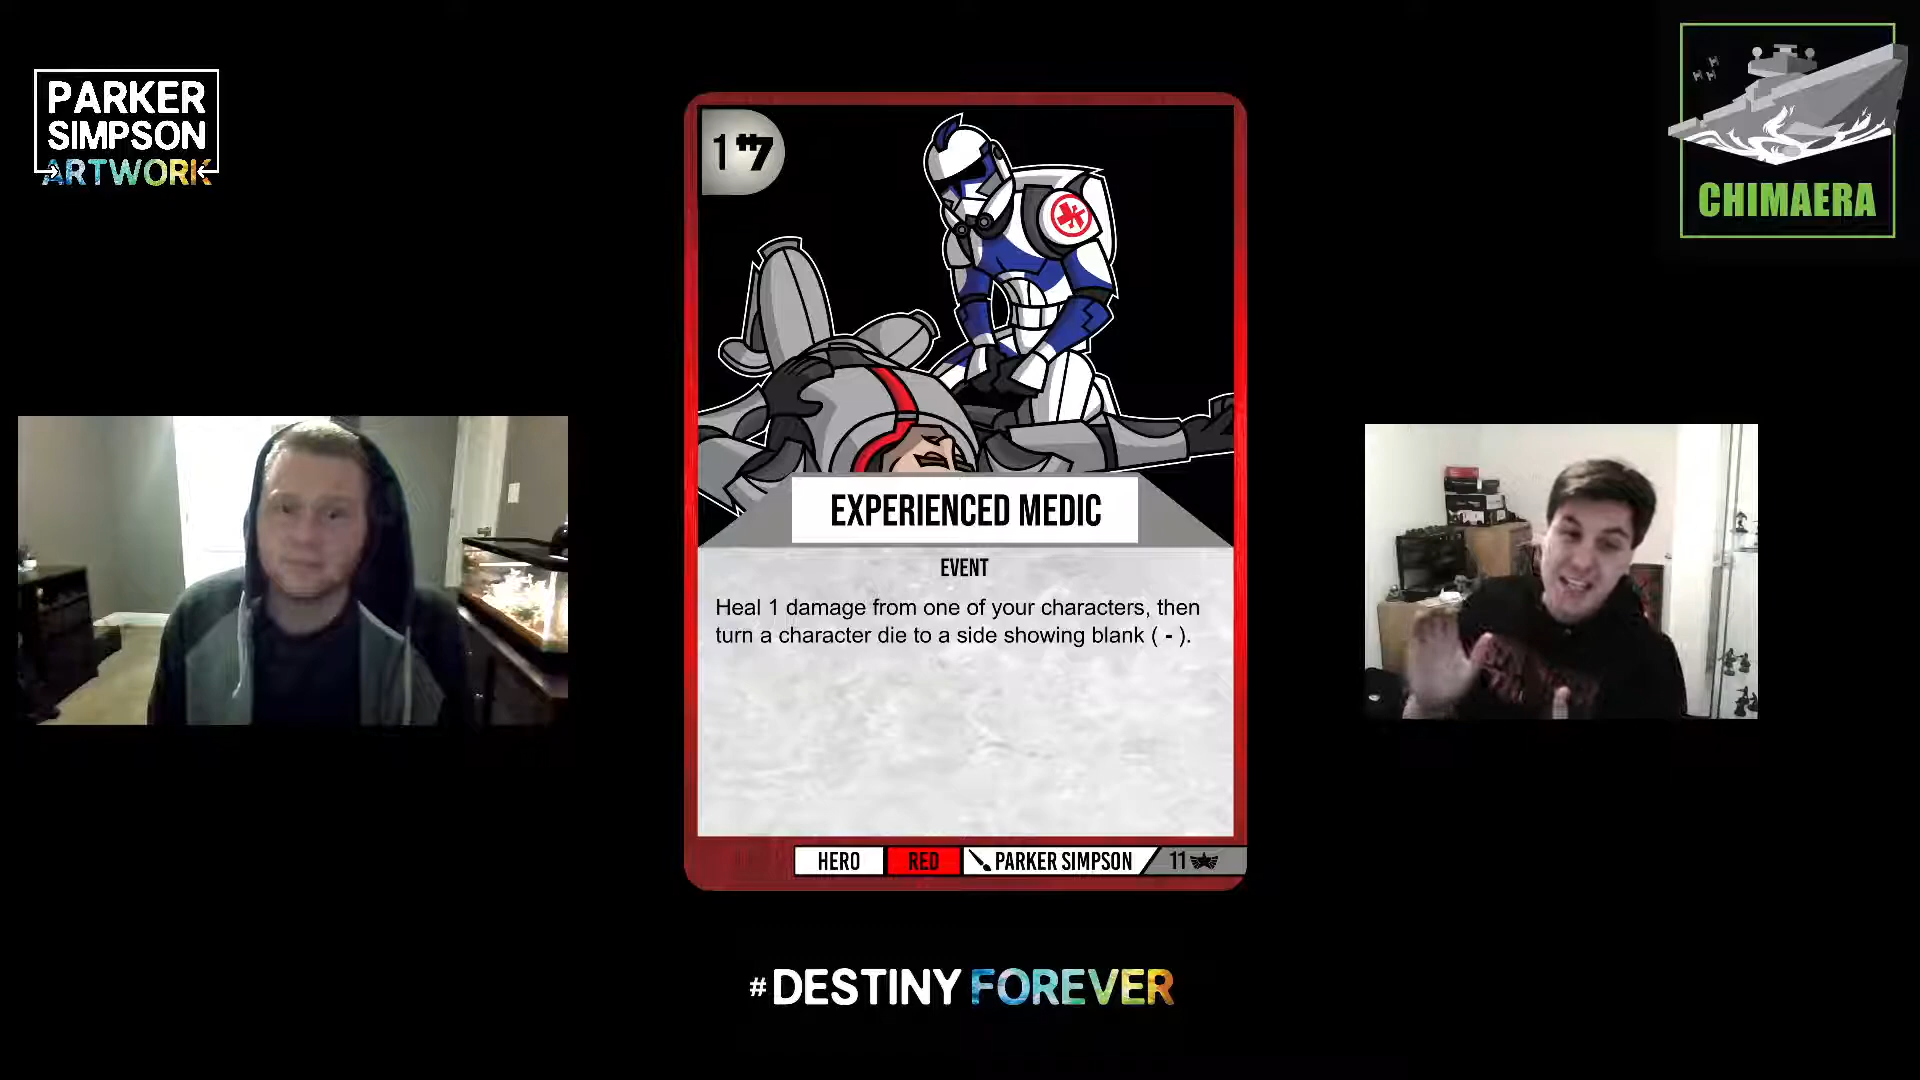 PARKER
SIMPSON
ARTWORK
CHIMAERA
1
EXPERIENCED MEDIC
EVENT
Heal 1 damage from one of your characters, then
turn a character die to a side showing blank ( - ).
HERO RED PARKER SIMPSON 11
#DESTINY FOREVER